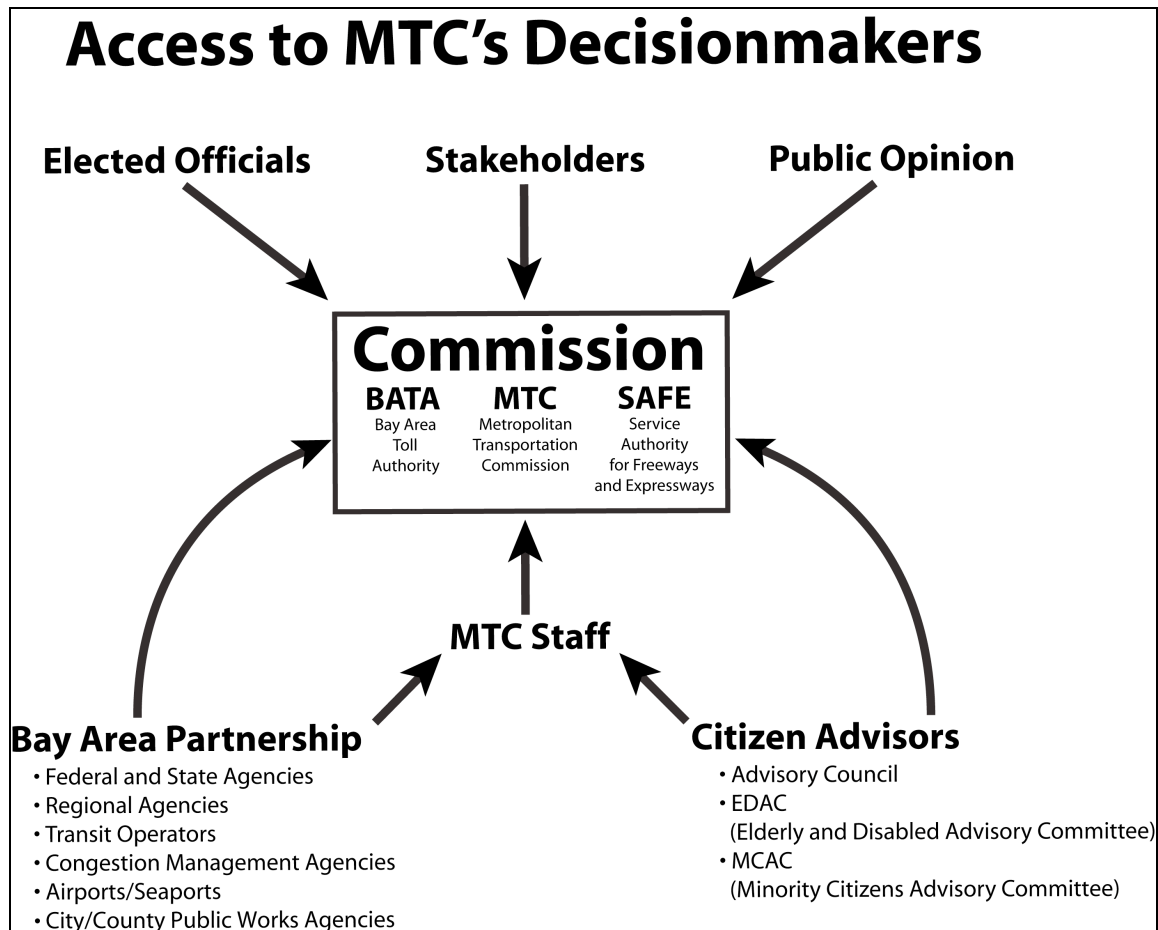 Access to MTC's Decisionmakers
Elected Officials
Stakeholders
Public Opinion
Commission
BATA
Bay Area
Toll
Authority
MTC
Metropolitan
Transportation
Commission
SAFE
Service
Authority
for Freeways
and Expressways
MTC Staff
Bay Area Partnership
• Federal and State Agencies
• Regional Agencies
• Transit Operators
• Congestion Management Agencies
• Airports/Seaports
• City/County Public Works Agencies
Citizen Advisors
• Advisory Council
• EDAC
(Elderly and Disabled Advisory Committee)
• MCAC
(Minority Citizens Advisory Committee)